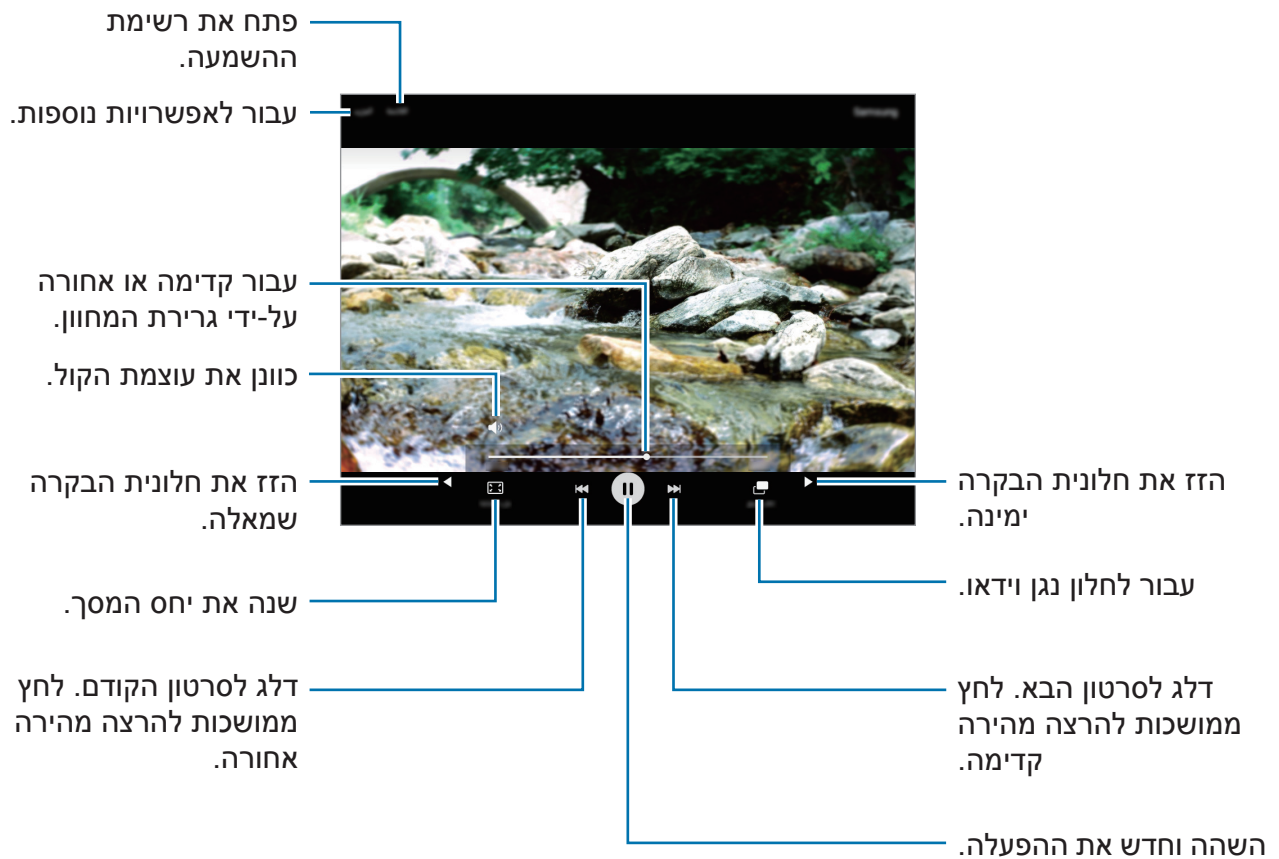 פתח את רשימת
ההשמעה.
עבור לאפשרויות נוספות.
Samsung
עבור קדימה או אחורה
על-ידי גרירת המחוון.
כוונן את עוצמת הקול.
הזז את חלונית הבקרה
שמאלה.
הזז את חלונית הבקרה
ימינה.
שנה את יחס המסך.
עבור לחלון נגן וידאו.
דלג לסרטון הקודם. לחץ
ממושכות להרצה מהירה
אחורה.
דלג לסרטון הבא. לחץ
ממושכות להרצה מהירה
קדימה.
השהה וחדש את ההפעלה.